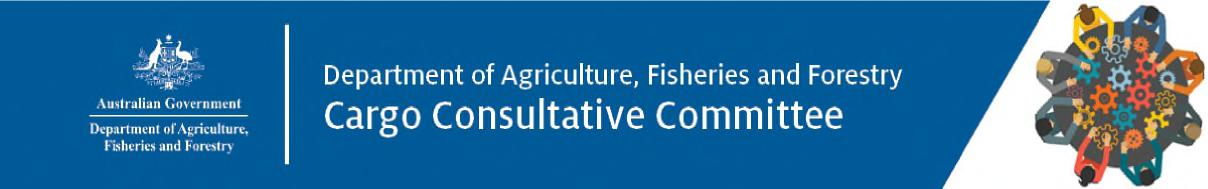 Australian Government
Department of Agriculture,
Fisheries and Forestry
Department of Agriculture, Fisheries and Forestry
Cargo Consultative Committee